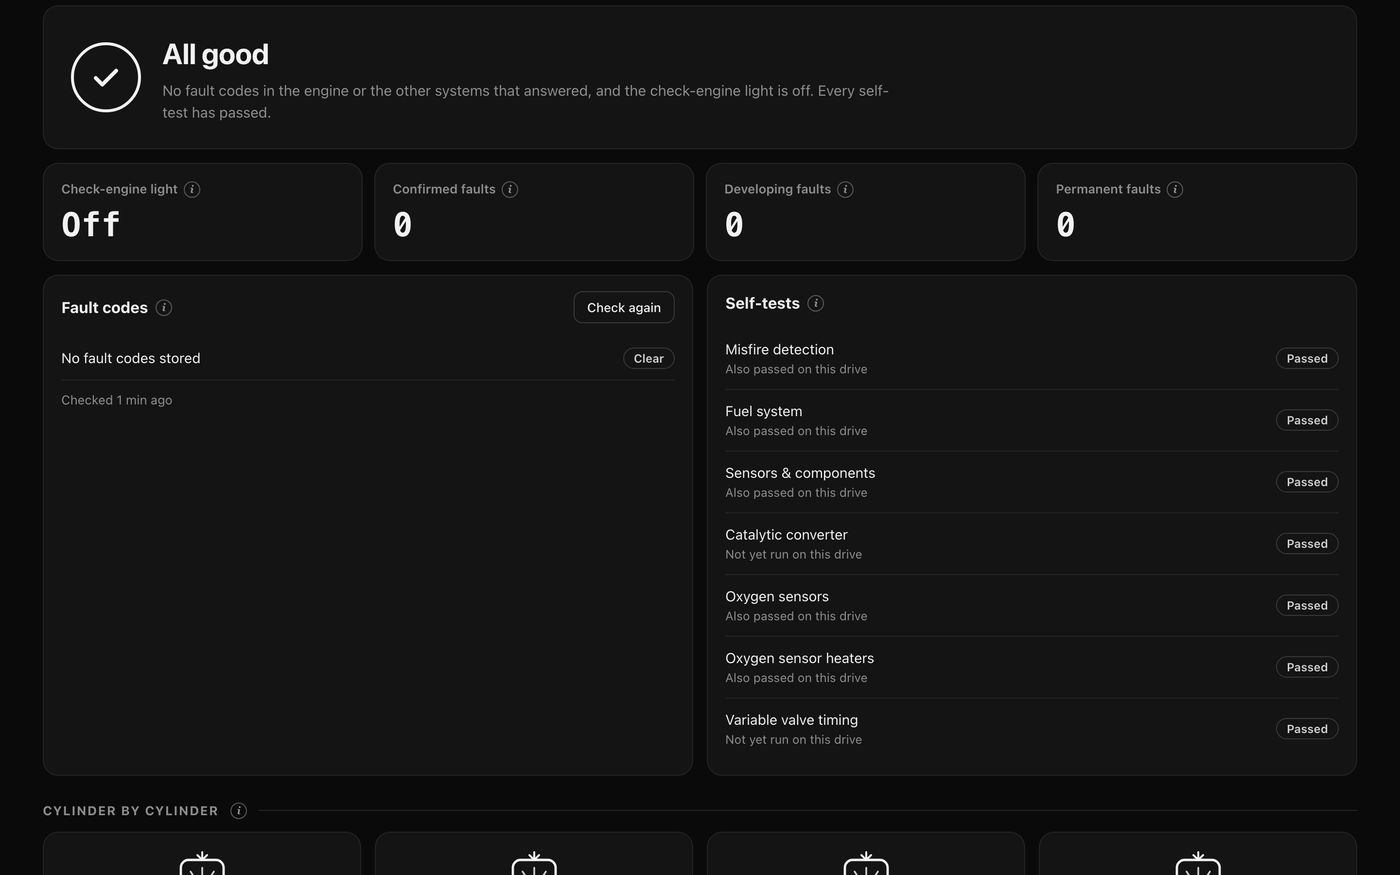 All good
No fault codes in the engine or the other systems that answered, and the check-engine light is off. Every self-
test has passed.
Check-engine light i
Off
Confirmed faults i
0
Developing faults i
0
Permanent faults i
0
Fault codes i
Check again
No fault codes stored
Clear
Checked 1 min ago
Self-tests i
Misfire detection
Also passed on this drive
Passed
Fuel system
Also passed on this drive
Passed
Sensors & components
Also passed on this drive
Passed
Catalytic converter
Not yet run on this drive
Passed
Oxygen sensors
Also passed on this drive
Passed
Oxygen sensor heaters
Also passed on this drive
Passed
Variable valve timing
Not yet run on this drive
Passed
CYLINDER BY CYLINDER i